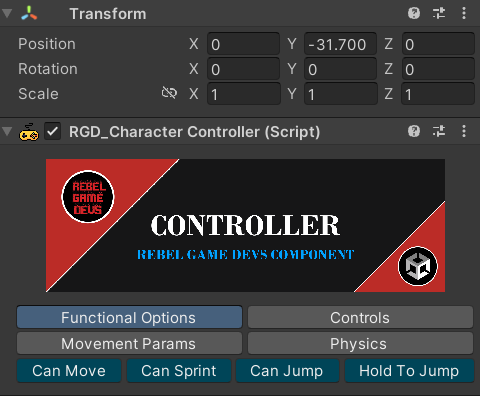 Transform
Position X 0 Y -31.700 Z 0
Rotation X 0 Y 0 Z 0
Scale X 1 Y 1 Z 1
RGD_Character Controller (Script)
REBEL
GAME
DEVS
CONTROLLER
REBEL GAME DEVS COMPONENT
Functional Options Controls
Movement Params Physics
Can Move Can Sprint Can Jump Hold To Jump